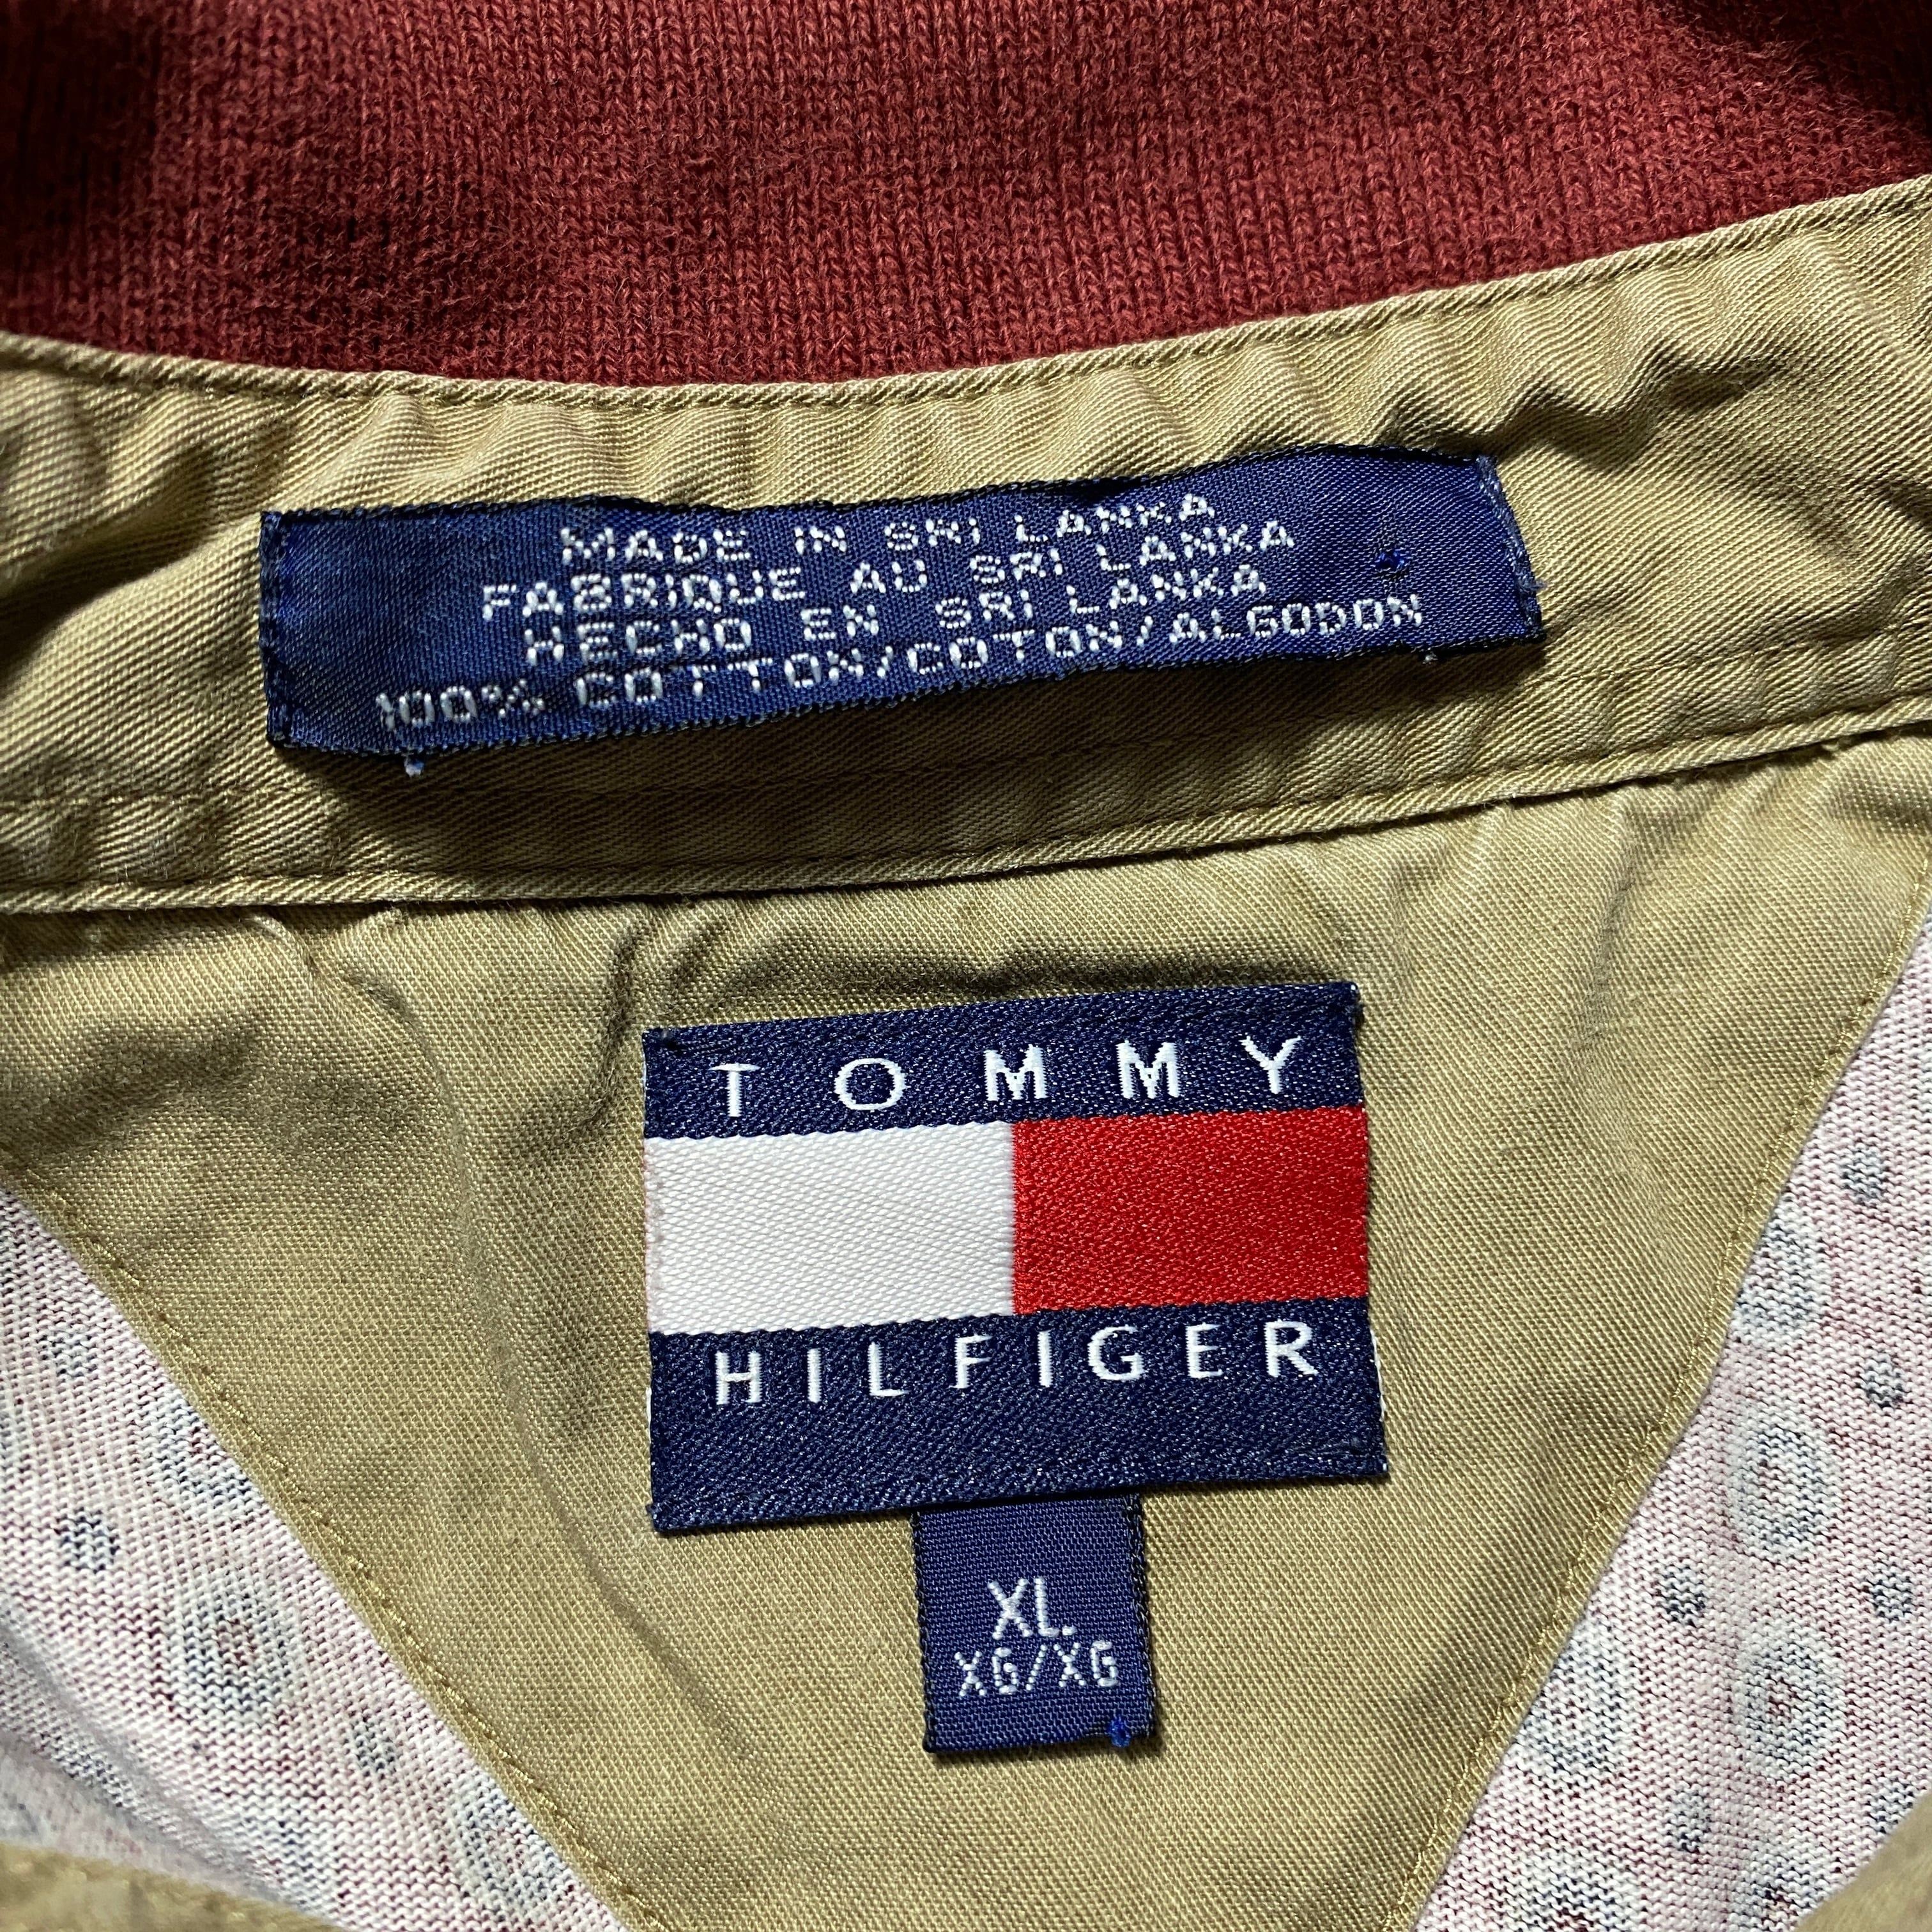 MADE IN SRI LANKA
FABRIQUE AU SRI LANKA
HECHO EN SRI LANKA
100% COTTON/COTON/ALGODON
TOMMY
HILFIGER
XL
XG/XG